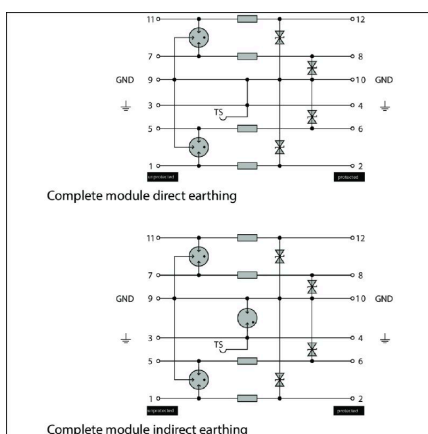 11 12
7 8
GND 9 10 GND
3 4
TS
5 6
1 2
unprotected protected
Complete module direct earthing
11 12
7 8
GND 9 10 GND
3 4
TS
5 6
1 2
unprotected protected
Complete module indirect earthing